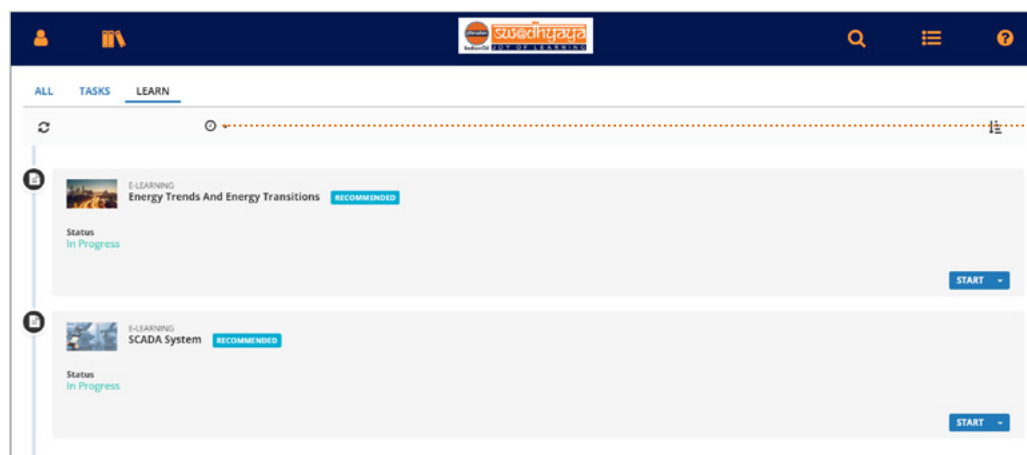 swadhyaya
IndianOil JOY OF LEARNING
ALL TASKS LEARN
E-LEARNING
Energy Trends And Energy Transitions RECOMMENDED
Status
In Progress
START
E-LEARNING
SCADA System RECOMMENDED
Status
In Progress
START